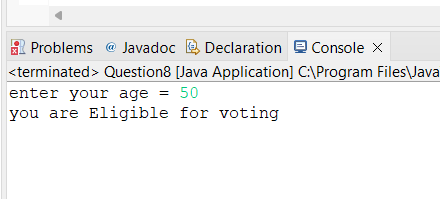 Problems @ Javadoc Declaration Console
<terminated> Question8 [Java Application] C:\Program Files\Java
enter your age = 50
you are Eligible for voting